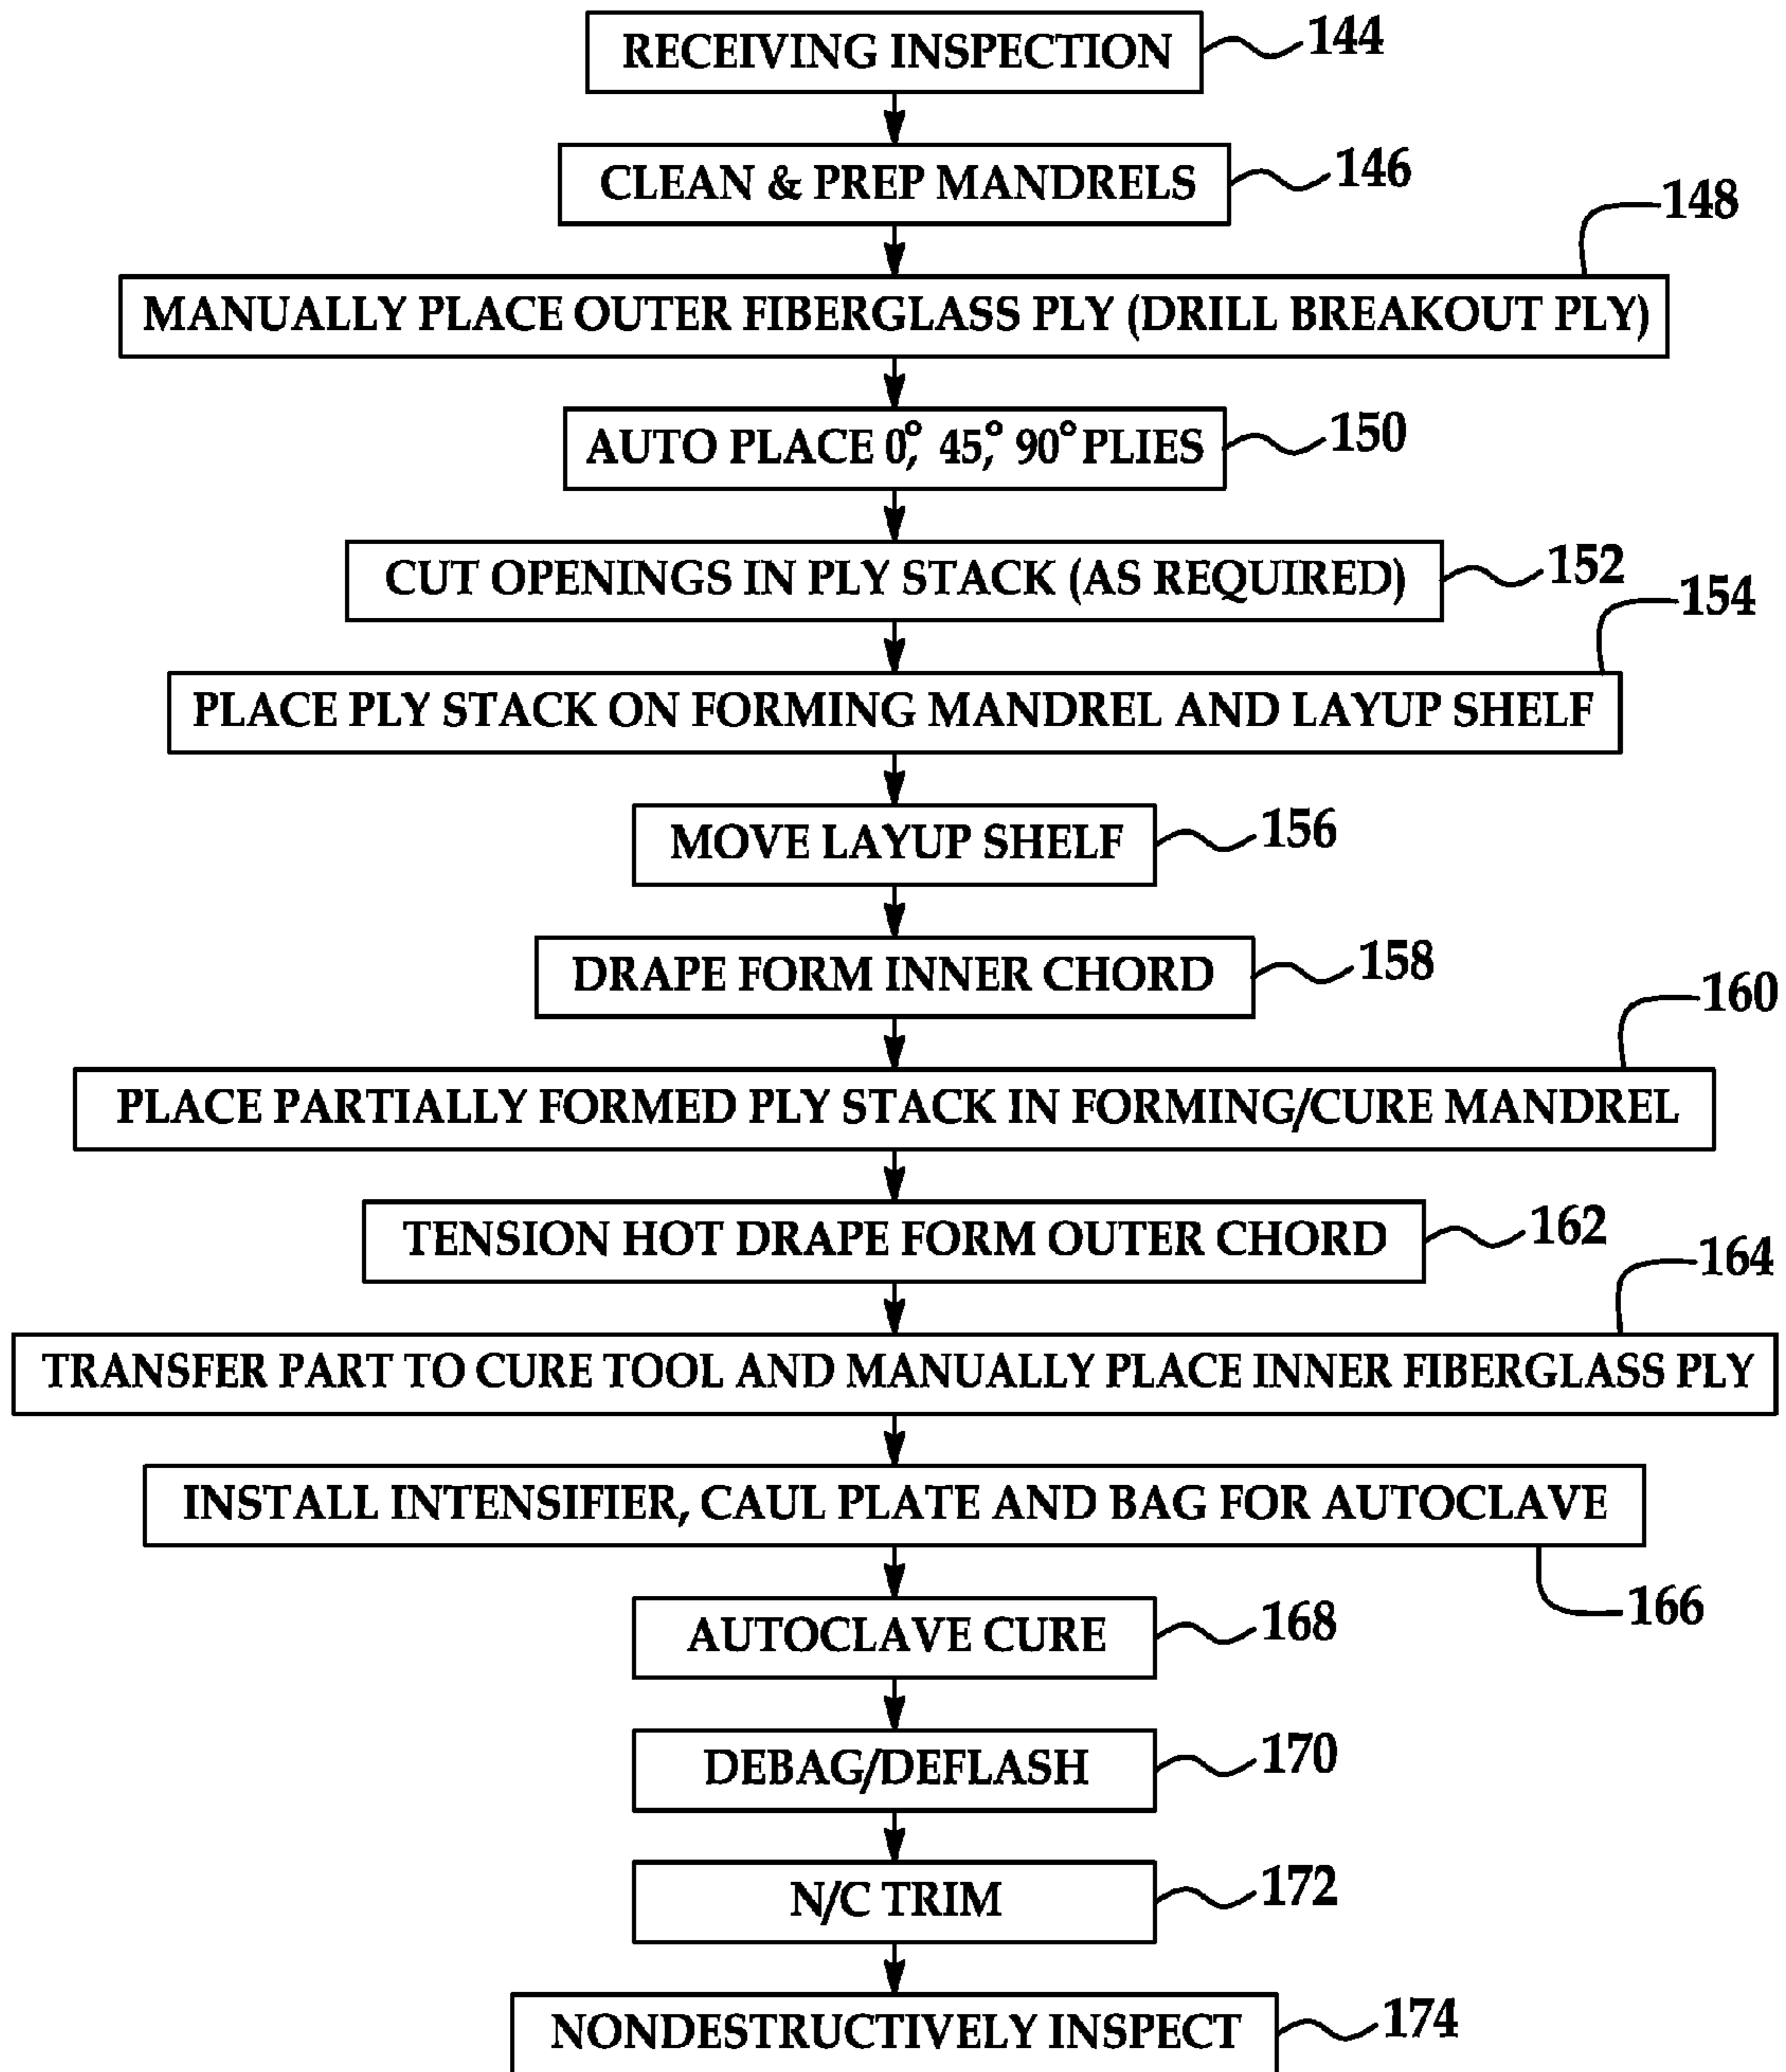 RECEIVING INSPECTION
144
CLEAN & PREP MANDRELS
146
148
MANUALLY PLACE OUTER FIBERGLASS PLY (DRILL BREAKOUT PLY)
AUTO PLACE 0°, 45°, 90° PLIES
150
CUT OPENINGS IN PLY STACK (AS REQUIRED)
152
154
PLACE PLY STACK ON FORMING MANDREL AND LAYUP SHELF
MOVE LAYUP SHELF
156
DRAPE FORM INNER CHORD
158
160
PLACE PARTIALLY FORMED PLY STACK IN FORMING/CURE MANDREL
TENSION HOT DRAPE FORM OUTER CHORD
162
164
TRANSFER PART TO CURE TOOL AND MANUALLY PLACE INNER FIBERGLASS PLY
INSTALL INTENSIFIER, CAUL PLATE AND BAG FOR AUTOCLAVE
166
AUTOCLAVE CURE
168
DEBAG/DEFLASH
170
N/C TRIM
172
NONDESTRUCTIVELY INSPECT
174